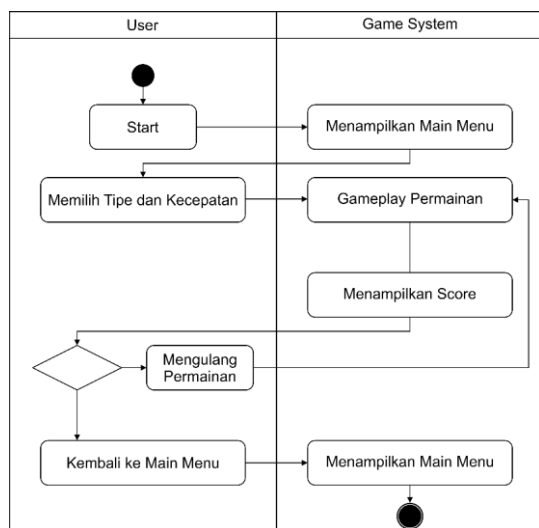 User
Game System
Start
Menampilkan Main Menu
Memilih Tipe dan Kecepatan
Gameplay Permainan
Menampilkan Score
Mengulang
Permainan
Kembali ke Main Menu
Menampilkan Main Menu